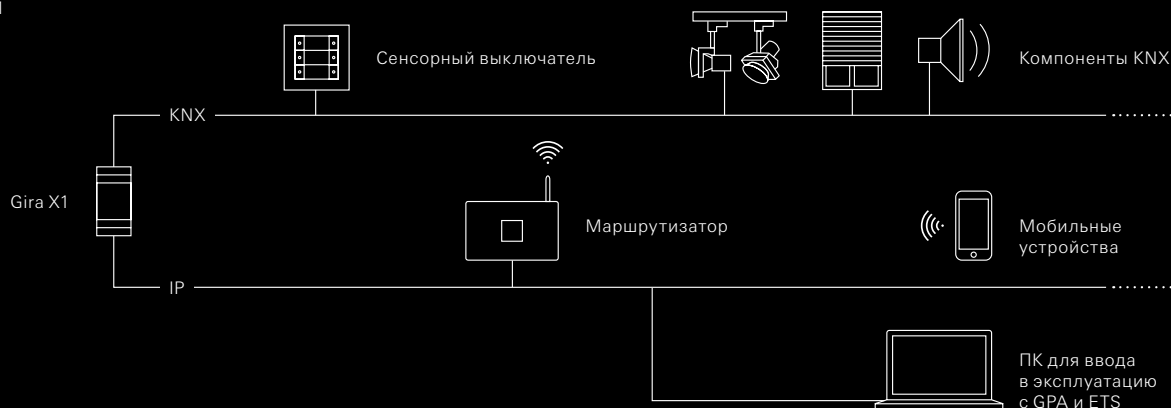 Сенсорный выключатель
Компоненты KNX
KNX
Gira X1
Маршрутизатор
Мобильные
устройства
IP
ПК для ввода
в эксплуатацию
с GPA и ETS